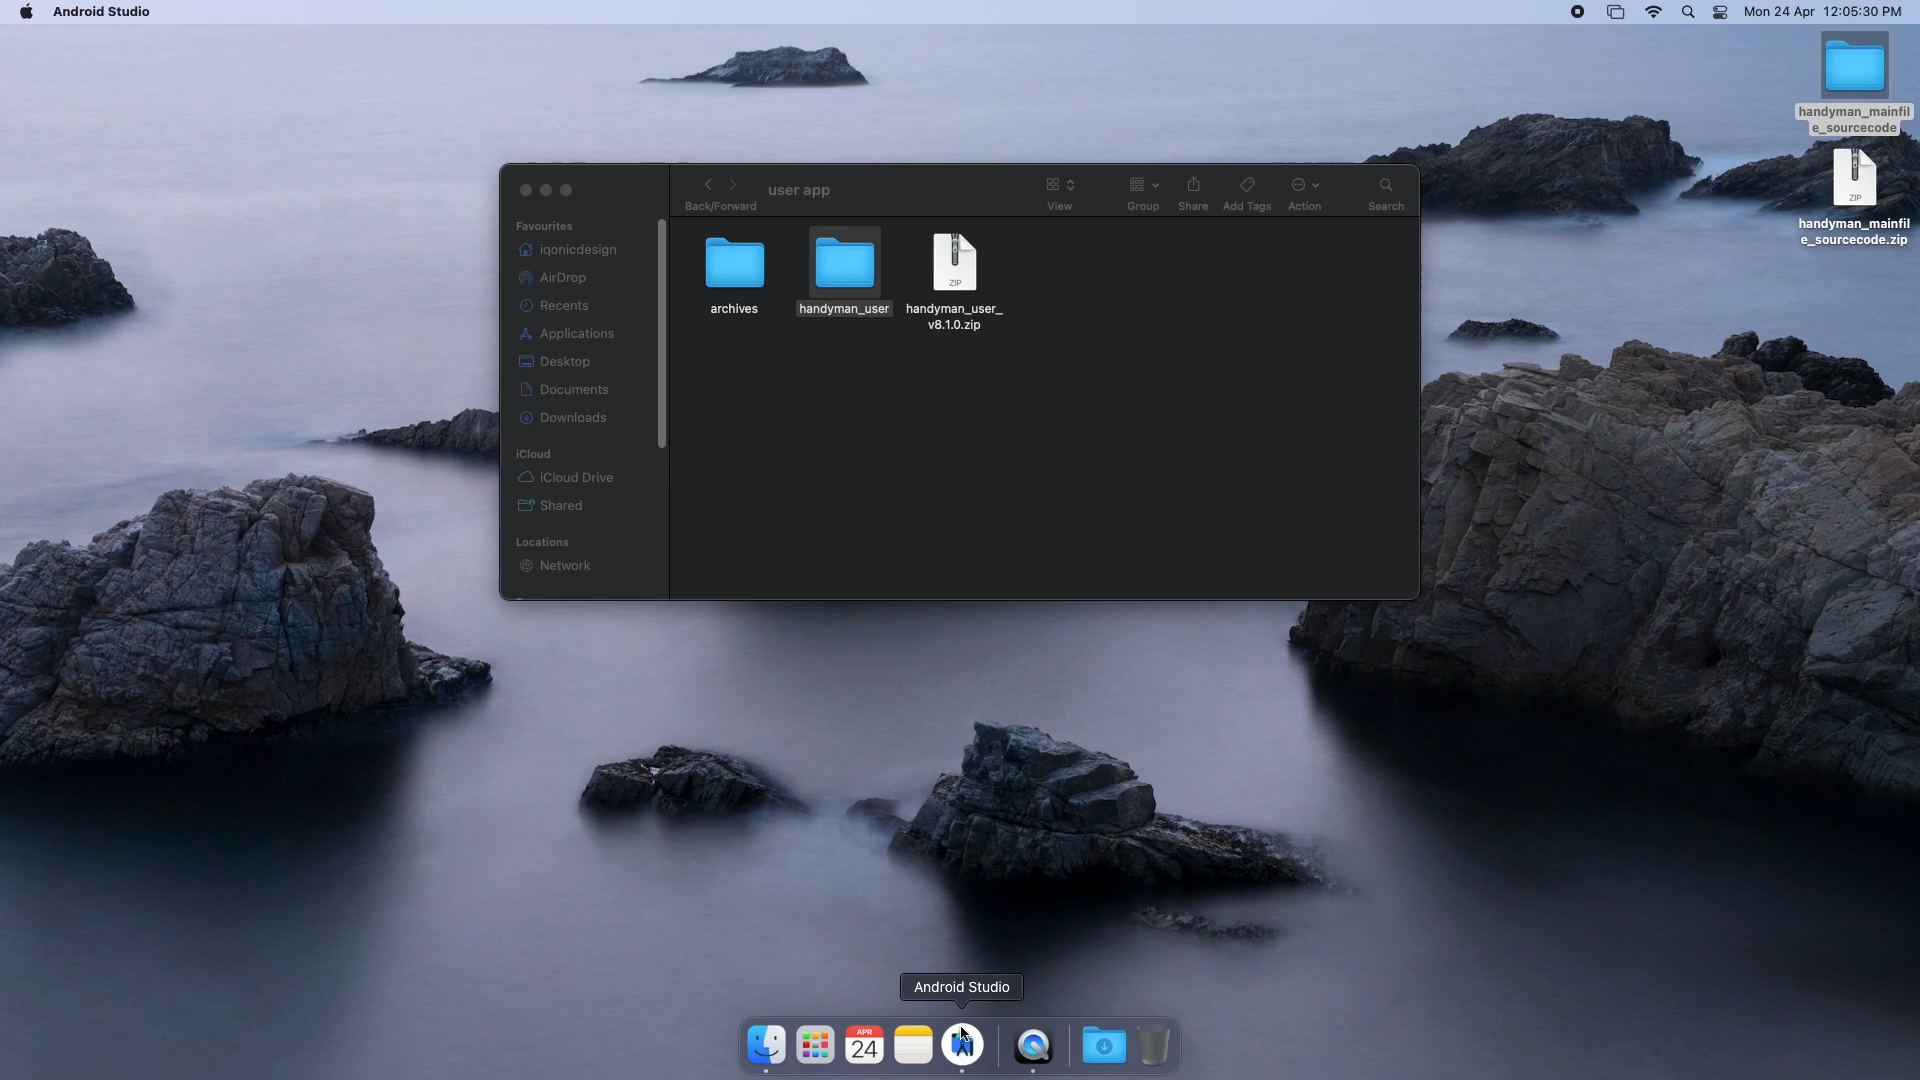 Android Studio
Mon 24 Apr 12:05:30 PM
handyman_mainfil
e_sourcecode
ZIP
handyman_mainfil
e_sourcecode.zip
user app
Back/Forward
View
Group
Share
Add Tags
Action
Search
Favourites
iqonicdesign
AirDrop
Recents
Applications
Desktop
Documents
Downloads
iCloud
iCloud Drive
Shared
Locations
Network
archives
handyman_user
ZIP
handyman_user_
v8.1.0.zip
Android Studio
APR
24